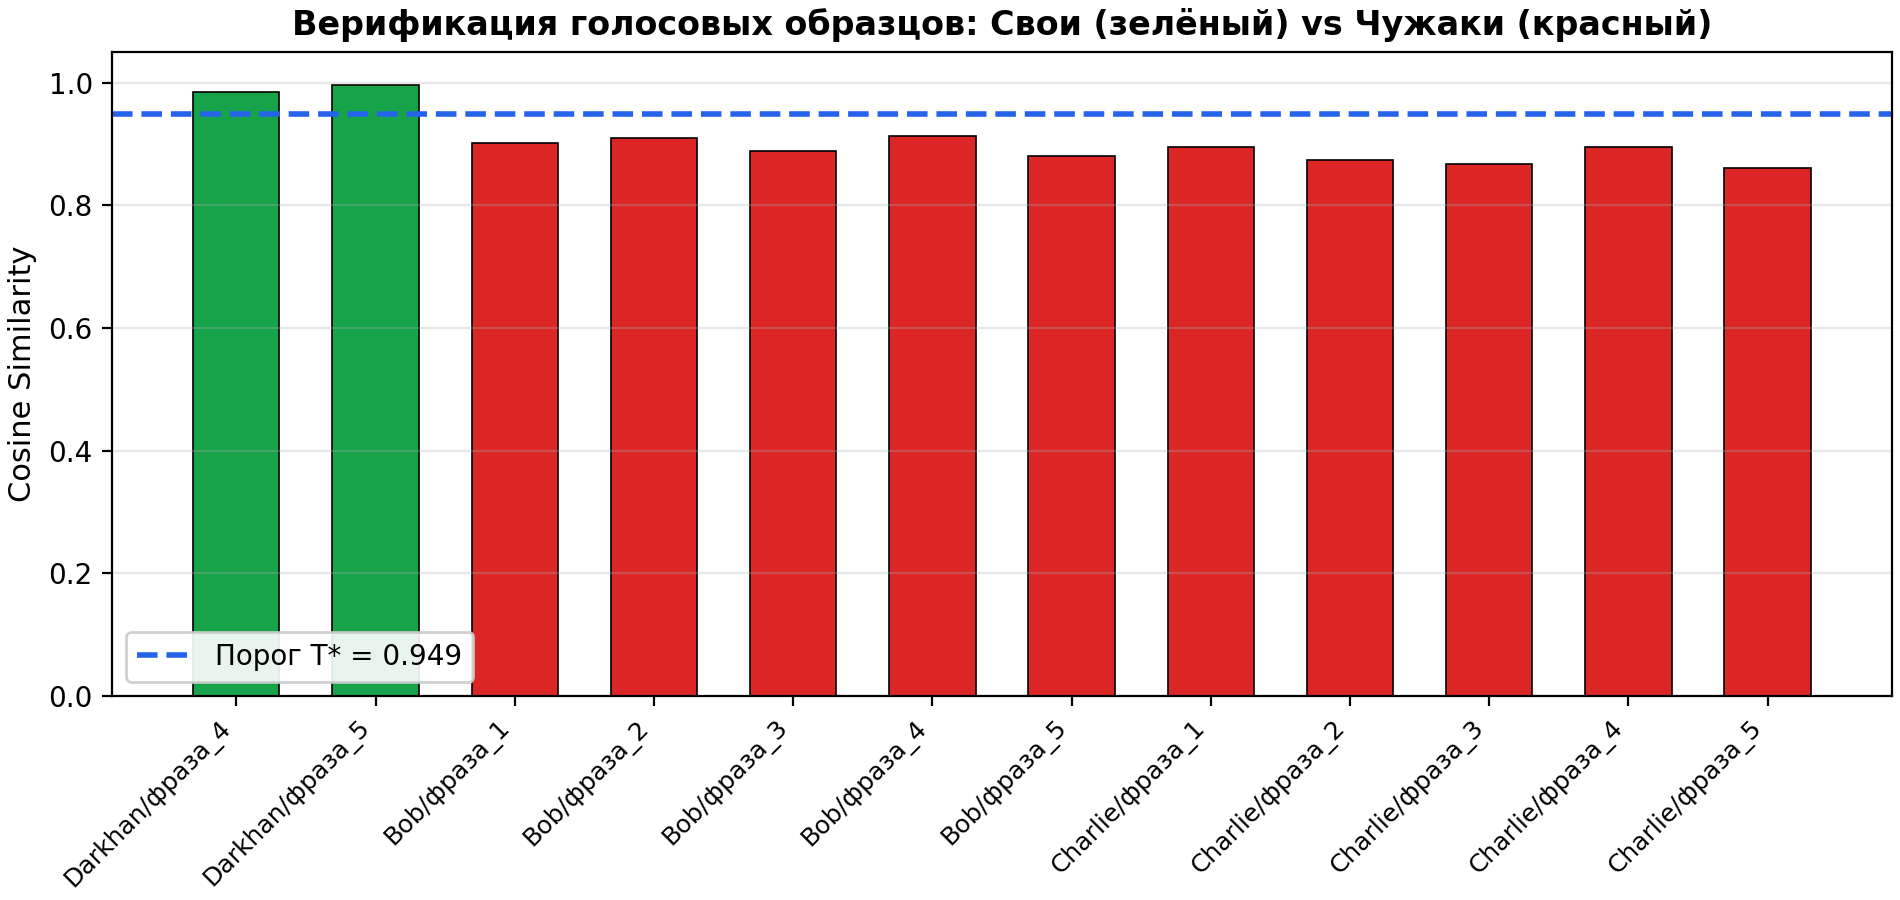 Верификация голосовых образцов: Свои (зелёный) vs Чужаки (красный)
Cosine Similarity
1.0
0.8
0.6
0.4
0.2
0.0
Порог T* = 0.949
Darkhan/фраза_4
Darkhan/фраза_5
Bob/фраза_1
Bob/фраза_2
Bob/фраза_3
Bob/фраза_4
Bob/фраза_5
Charlie/фраза_1
Charlie/фраза_2
Charlie/фраза_3
Charlie/фраза_4
Charlie/фраза_5